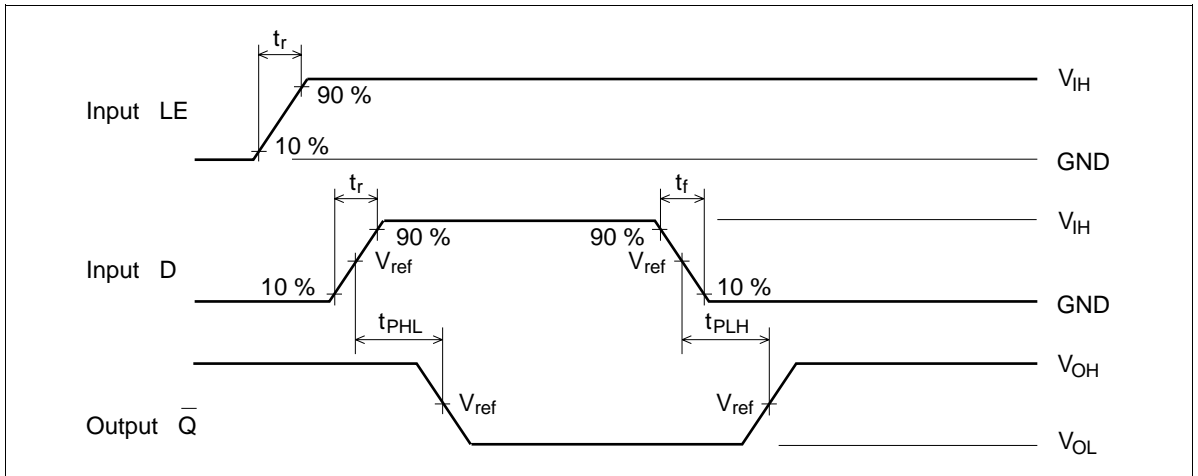 tr
90 %
VIH
Input LE
10 %
GND
tr
tf
VIH
90 %
90 %
Vref
Vref
Input D
10 %
10 %
GND
tPHL
tPLH
VOH
Vref
Vref
Output Q̅
VOL